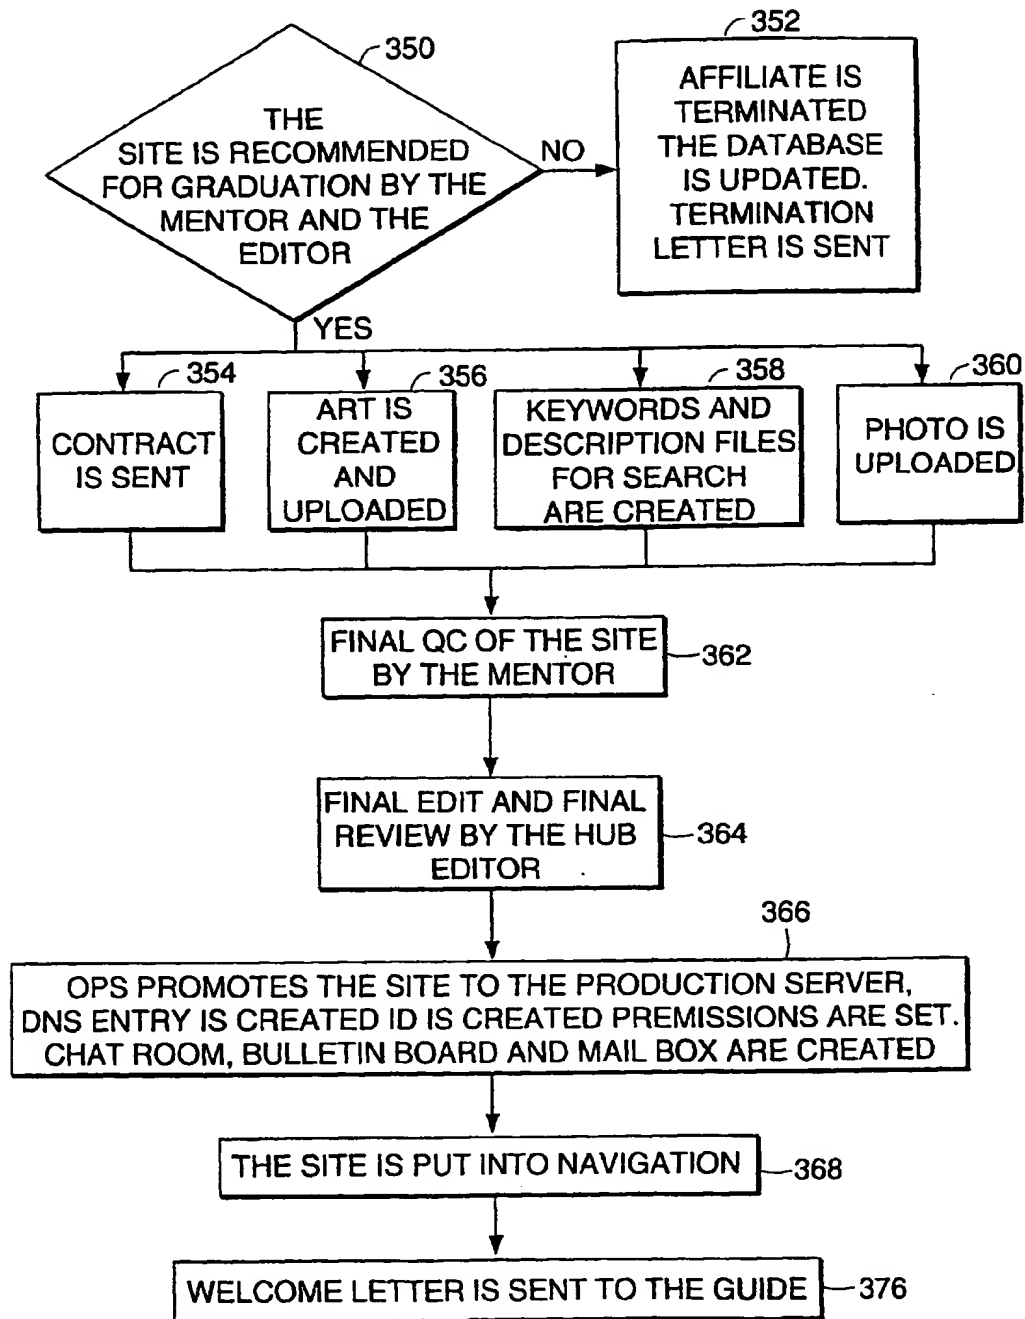 350
THE
SITE IS RECOMMENDED
FOR GRADUATION BY THE
MENTOR AND THE
EDITOR
NO
352
AFFILIATE IS
TERMINATED
THE DATABASE
IS UPDATED.
TERMINATION
LETTER IS SENT
YES
354
CONTRACT
IS SENT
356
ART IS
CREATED
AND
UPLOADED
358
KEYWORDS AND
DESCRIPTION FILES
FOR SEARCH
ARE CREATED
360
PHOTO IS
UPLOADED
FINAL QC OF THE SITE
BY THE MENTOR
362
FINAL EDIT AND FINAL
REVIEW BY THE HUB
EDITOR
364
366
OPS PROMOTES THE SITE TO THE PRODUCTION SERVER,
DNS ENTRY IS CREATED ID IS CREATED PREMISSIONS ARE SET.
CHAT ROOM, BULLETIN BOARD AND MAIL BOX ARE CREATED
THE SITE IS PUT INTO NAVIGATION
368
WELCOME LETTER IS SENT TO THE GUIDE
376